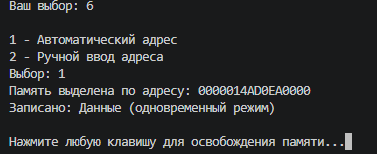 Ваш выбор: 6
1 - Автоматический адрес
2 - Ручной ввод адреса
Выбор: 1
Память выделена по адресу: 0000014AD0EA0000
Записано: Данные (одновременный режим)
Нажмите любую клавишу для освобождения памяти...